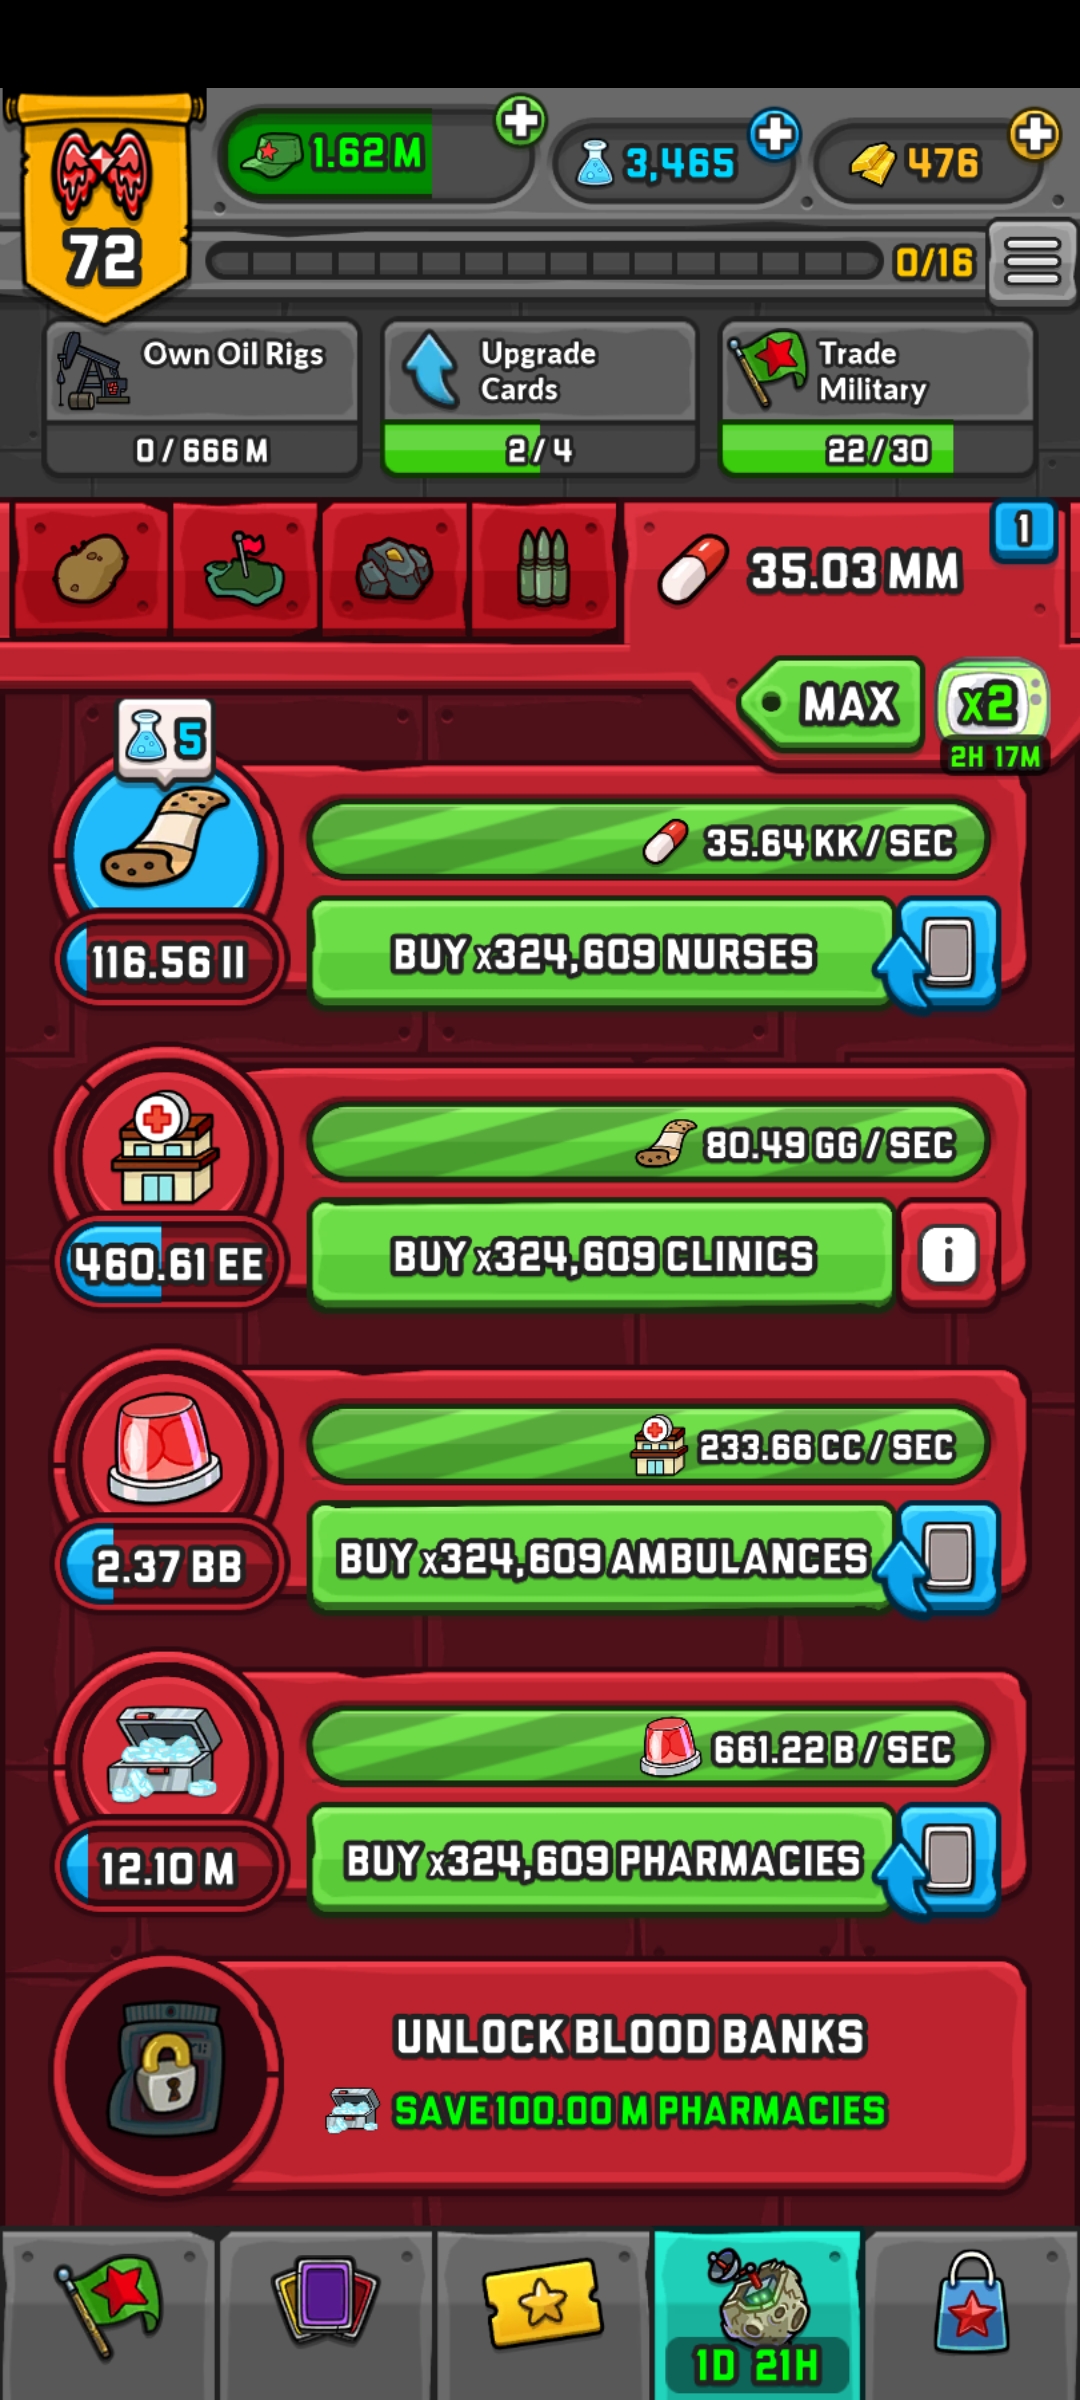 72
1.62 M
3,465
476
0/16
Own Oil Rigs
0 / 666 M
Upgrade
Cards
2 / 4
Trade
Military
22 / 30
35.03 MM
1
MAX
x2
2H 17M
5
35.64 KK / SEC
116.56 II
BUY x324,609 NURSES
80.49 GG / SEC
460.61 EE
BUY x324,609 CLINICS
i
233.66 CC / SEC
2.37 BB
BUY x324,609 AMBULANCES
661.22 B / SEC
12.10 M
BUY x324,609 PHARMACIES
UNLOCK BLOOD BANKS
SAVE 100.00 M PHARMACIES
1D 21H